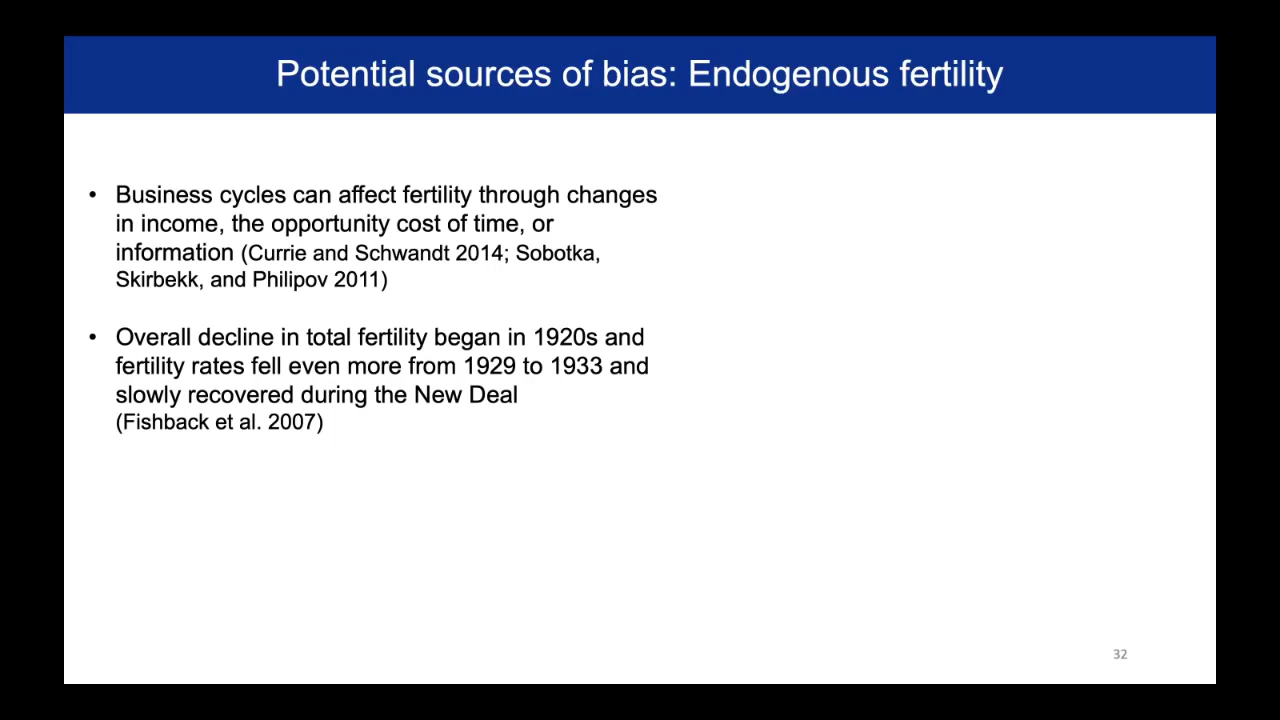 Potential sources of bias: Endogenous fertility
• Business cycles can affect fertility through changes
in income, the opportunity cost of time, or
information (Currie and Schwandt 2014; Sobotka,
Skirbekk, and Philipov 2011)
• Overall decline in total fertility began in 1920s and
fertility rates fell even more from 1929 to 1933 and
slowly recovered during the New Deal
(Fishback et al. 2007)
32